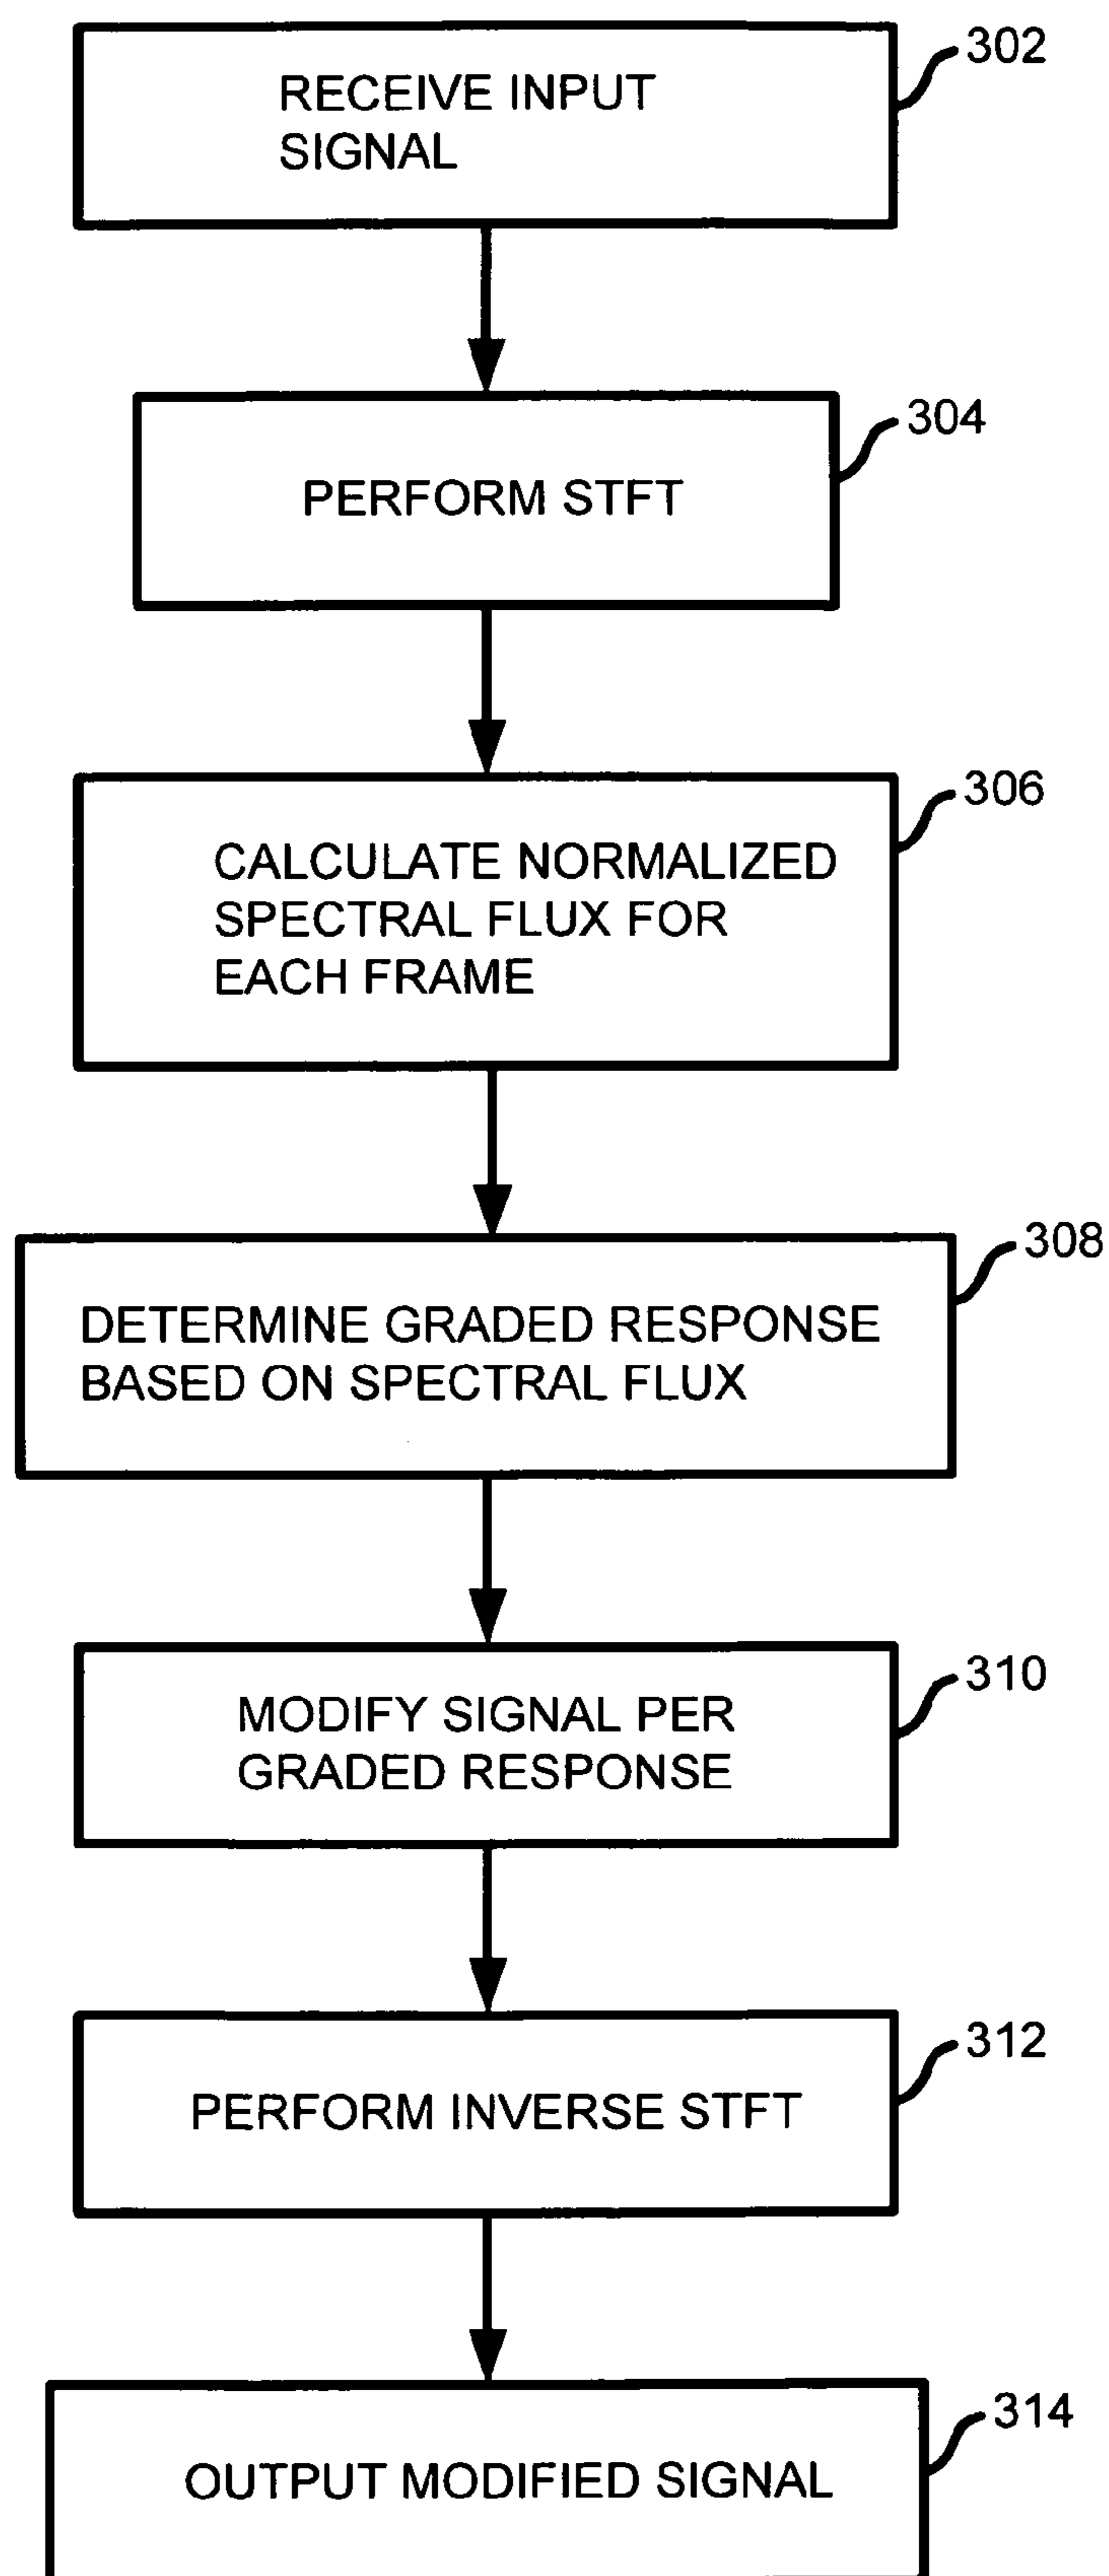 302
RECEIVE INPUT
SIGNAL
304
PERFORM STFT
306
CALCULATE NORMALIZED
SPECTRAL FLUX FOR
EACH FRAME
308
DETERMINE GRADED RESPONSE
BASED ON SPECTRAL FLUX
310
MODIFY SIGNAL PER
GRADED RESPONSE
312
PERFORM INVERSE STFT
314
OUTPUT MODIFIED SIGNAL